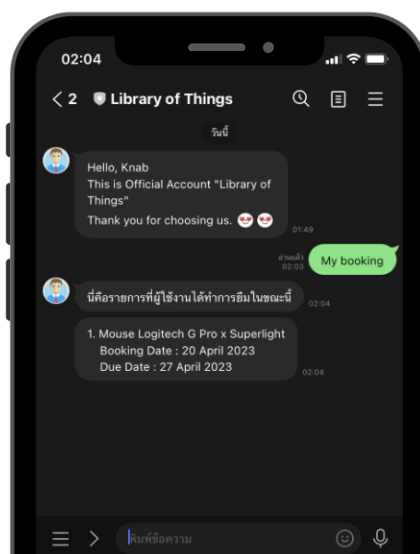 02:04
2 Library of Things
วันนี้
Hello, Knab
This is Official Account "Library of
Things"
Thank you for choosing us.
01:49
อ่านแล้ว
02:03
My booking
นี่คือรายการที่ผู้ใช้งานได้ทำการยืมในขณะนี้
02:04
1. Mouse Logitech G Pro x Superlight
Booking Date : 20 April 2023
Due Date : 27 April 2023
02:04
พิมพ์ข้อความ